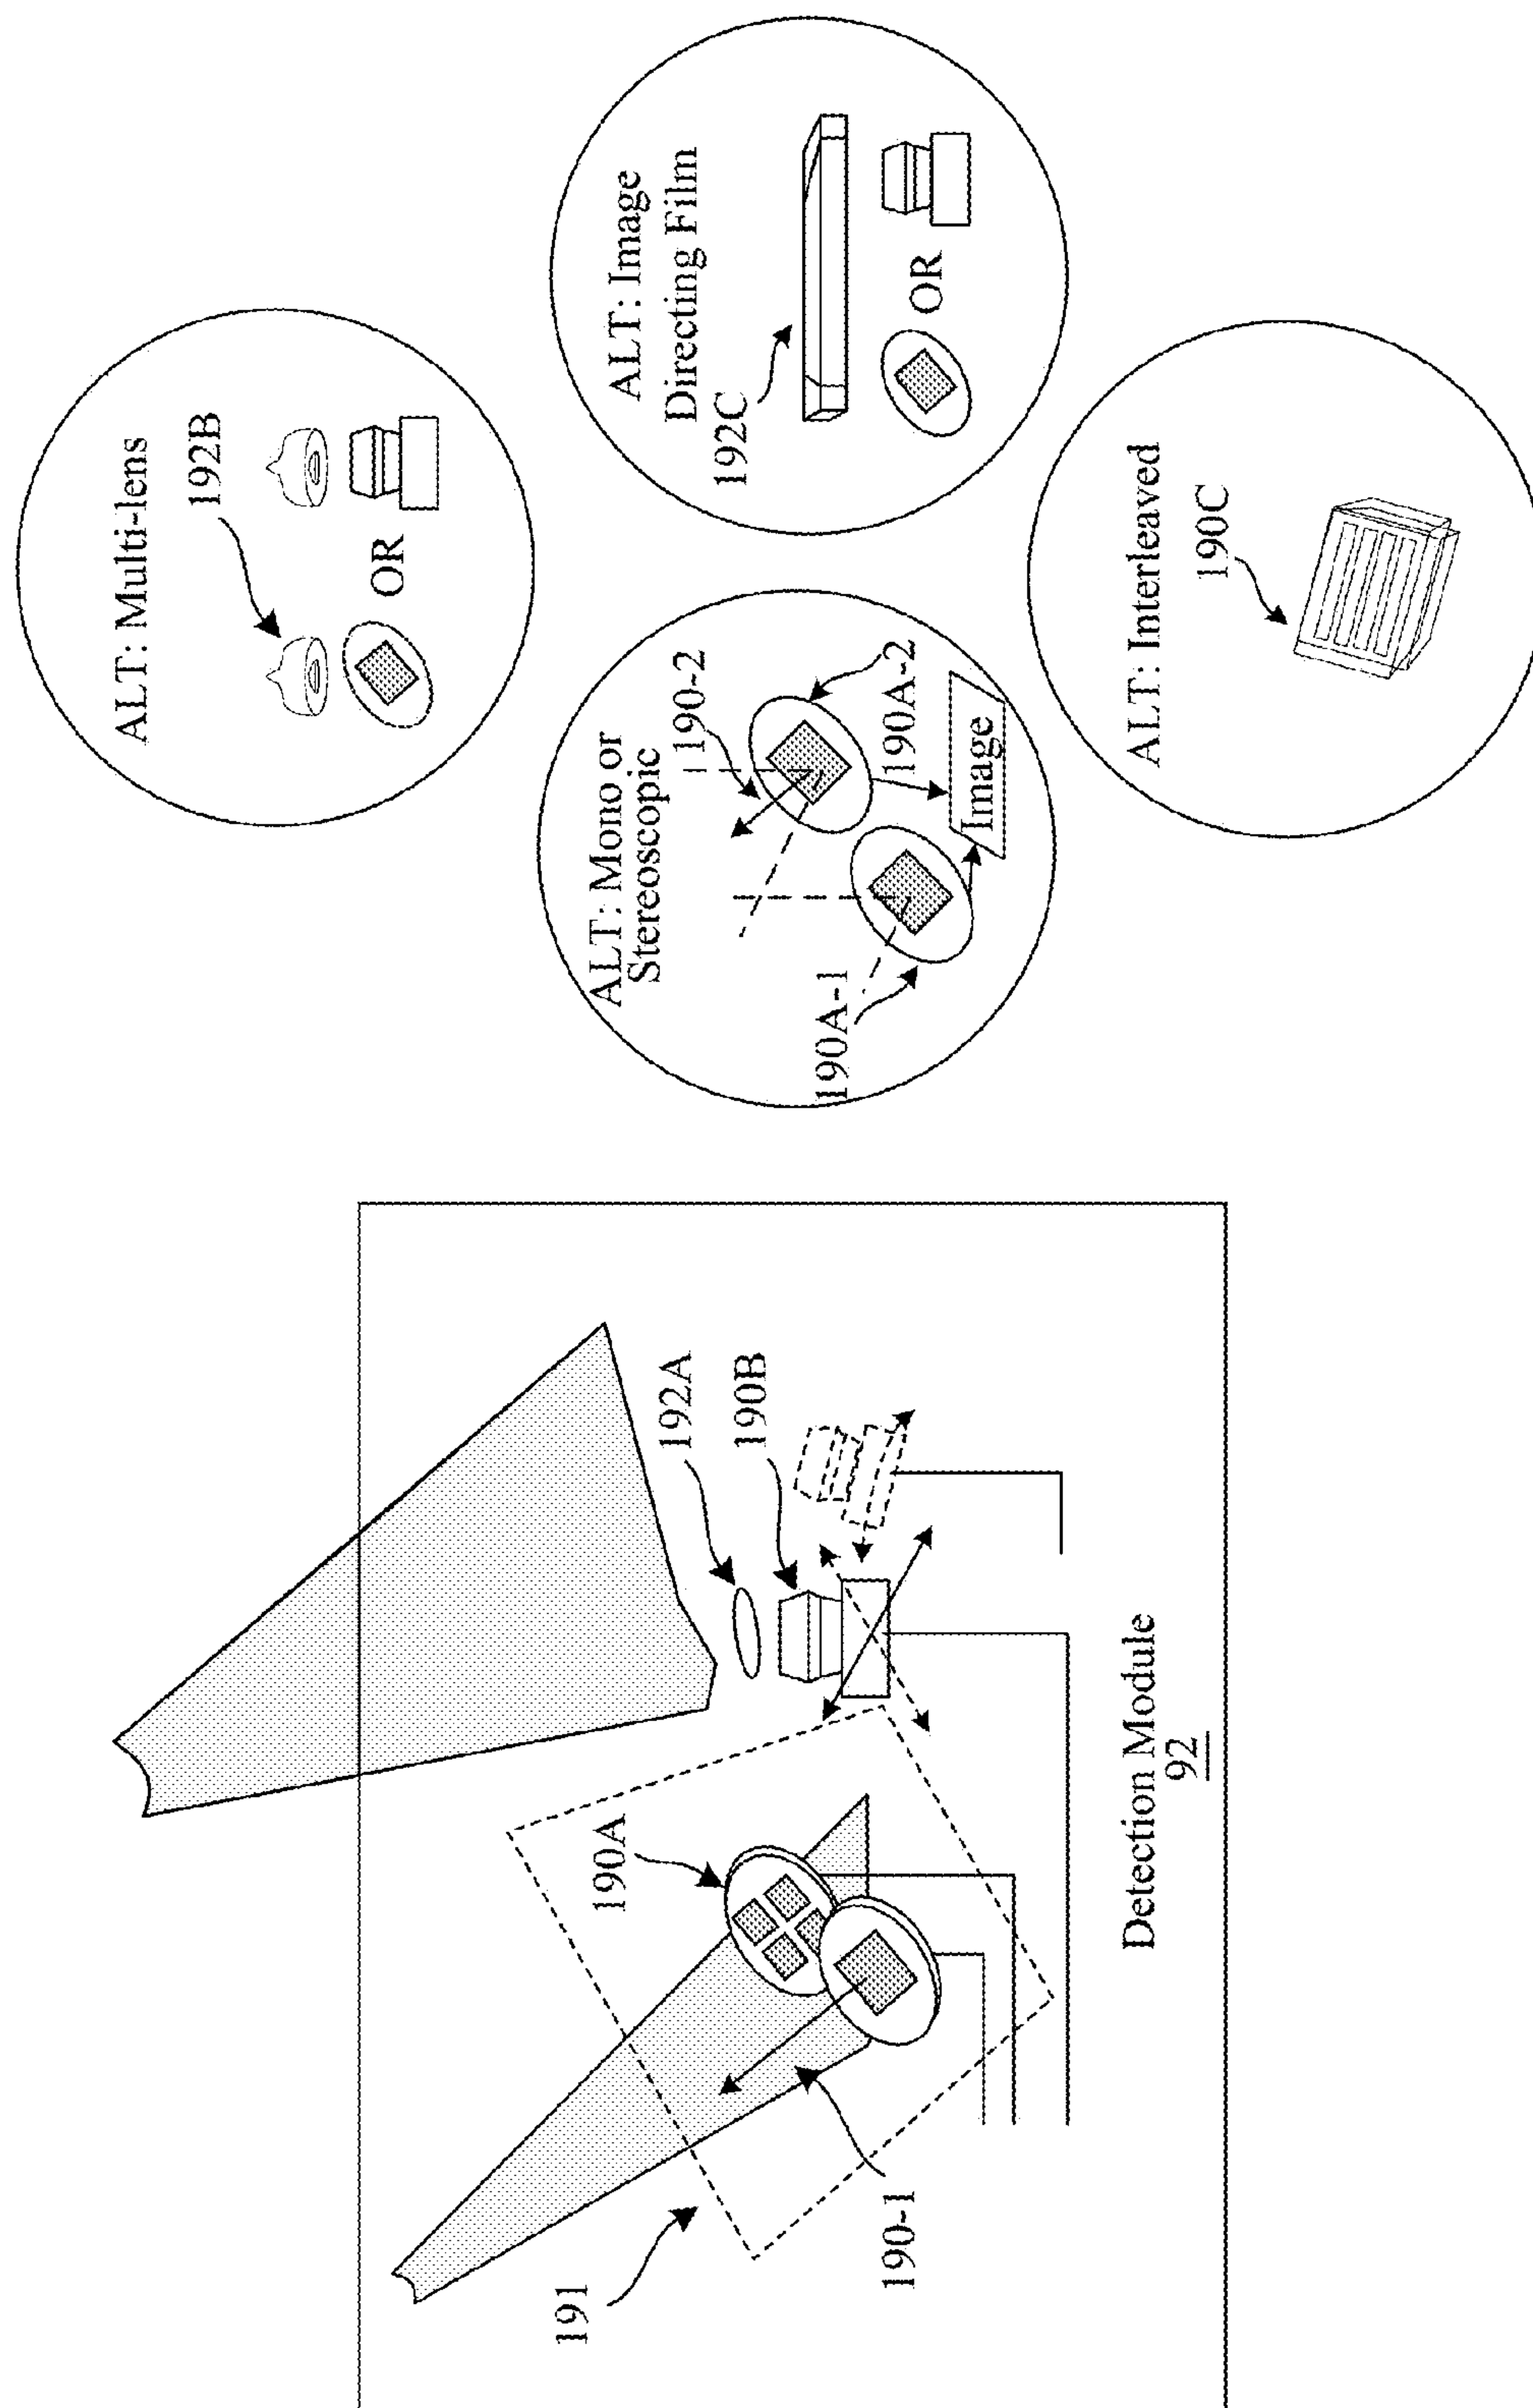 191
190-1
190A
192A
190B
Detection Module
92
ALT: Mono or
Stereoscopic
190-2
190A-1
190A-2
Image
ALT: Multi-lens
192B
OR
ALT: Image
Directing Film
192C
OR
ALT: Interleaved
190C